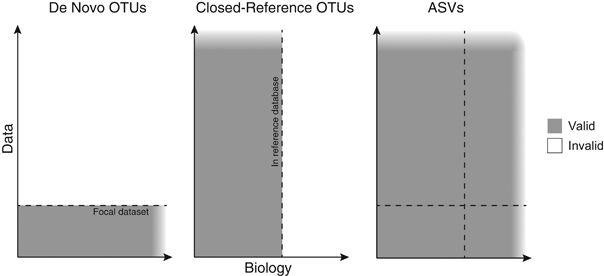 De Novo OTUs
Closed-Reference OTUs
ASVs
Data
Focal dataset
In reference database
Biology
Valid
Invalid